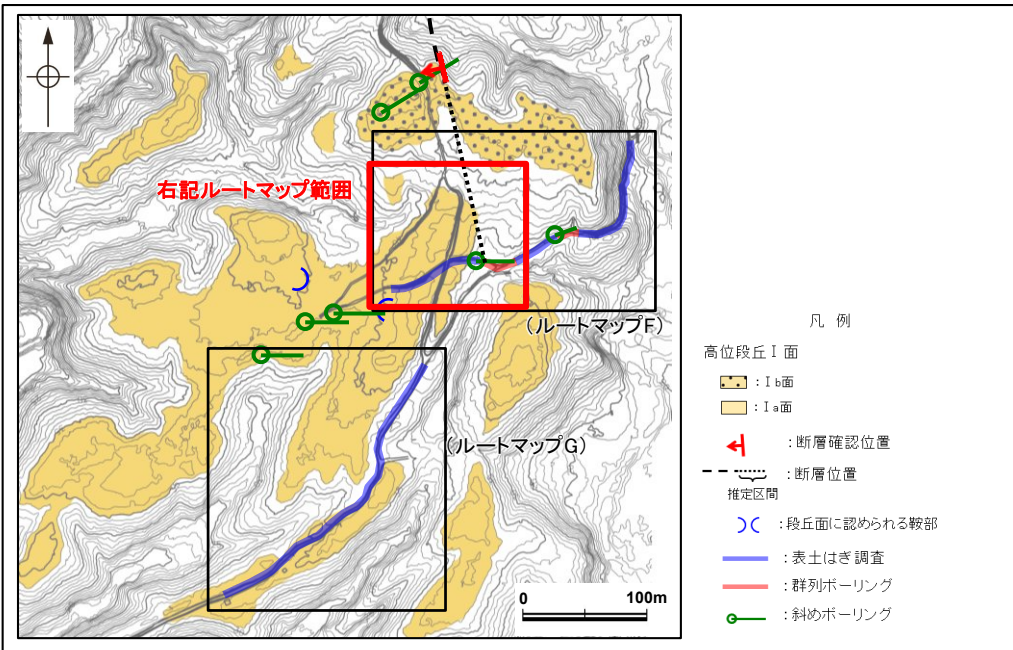 右記ルートマップ範囲
(ルートマップF)
(ルートマップG)
0 100m
凡 例
高位段丘Ⅰ面
:Ⅰb面
:Ⅰa面
:断層確認位置
:断層位置
推定区間
:段丘面に認められる鞍部
:表土はぎ調査
:群列ボーリング
:斜めボーリング